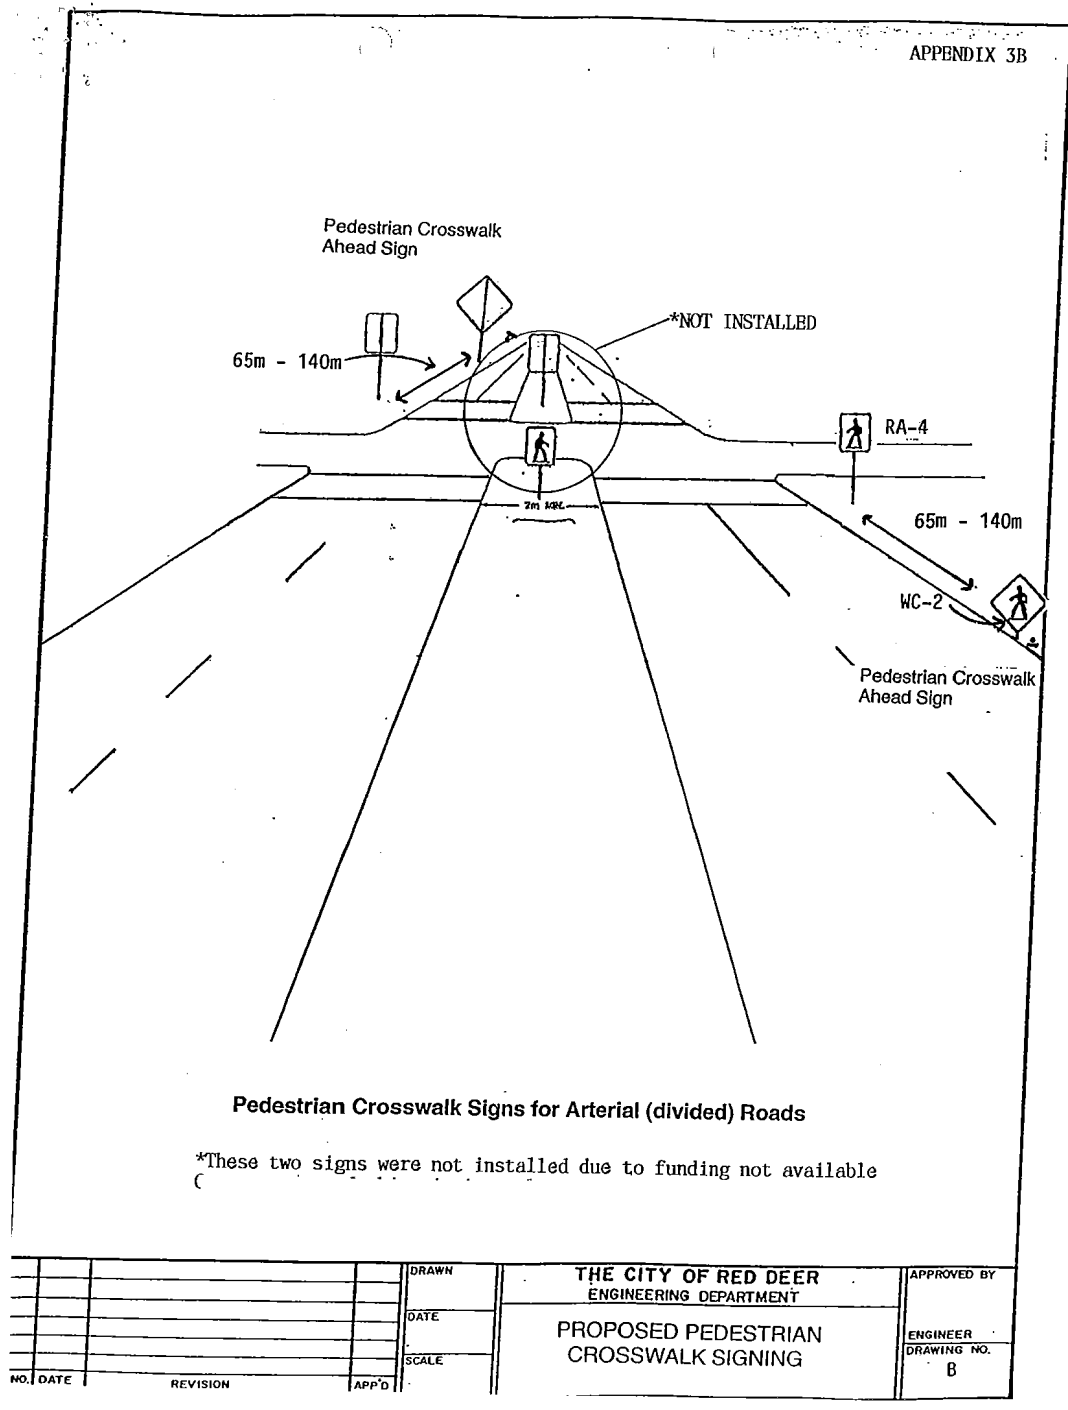 APPENDIX 3B
Pedestrian Crosswalk
Ahead Sign
*NOT INSTALLED
65m - 140m
RA-4
65m - 140m
2m
WC-2
Pedestrian Crosswalk
Ahead Sign
Pedestrian Crosswalk Signs for Arterial (divided) Roads
*These two signs were not installed due to funding not available
(
DRAWN
DATE
SCALE
THE CITY OF RED DEER
ENGINEERING DEPARTMENT
PROPOSED PEDESTRIAN
CROSSWALK SIGNING
APPROVED BY
ENGINEER
DRAWING NO.
B
NO. DATE REVISION APP'D